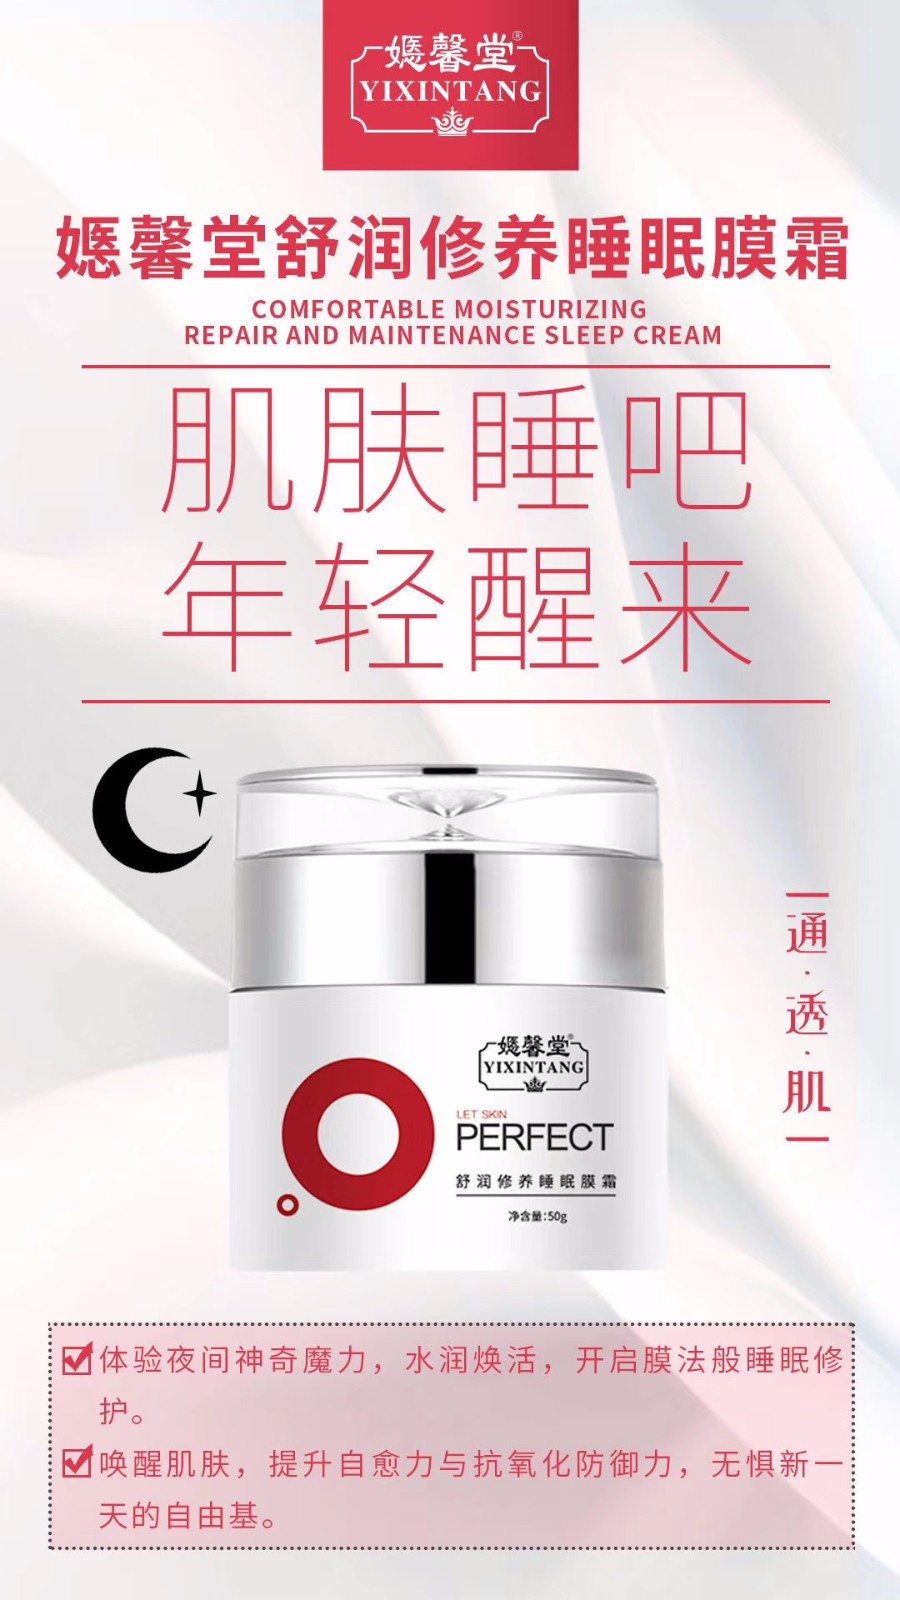 嬺馨堂®
YIXINTANG
嬺馨堂舒润修养睡眠膜霜
COMFORTABLE MOISTURIZING
REPAIR AND MAINTENANCE SLEEP CREAM
肌肤睡吧
年轻醒来
通·透·肌
嬺馨堂®
YIXINTANG
LET SKIN
PERFECT
舒润修养睡眠膜霜
净含量:50g
体验夜间神奇魔力，水润焕活，开启膜法般睡眠修
护。
唤醒肌肤，提升自愈力与抗氧化防御力，无惧新一
天的自由基。